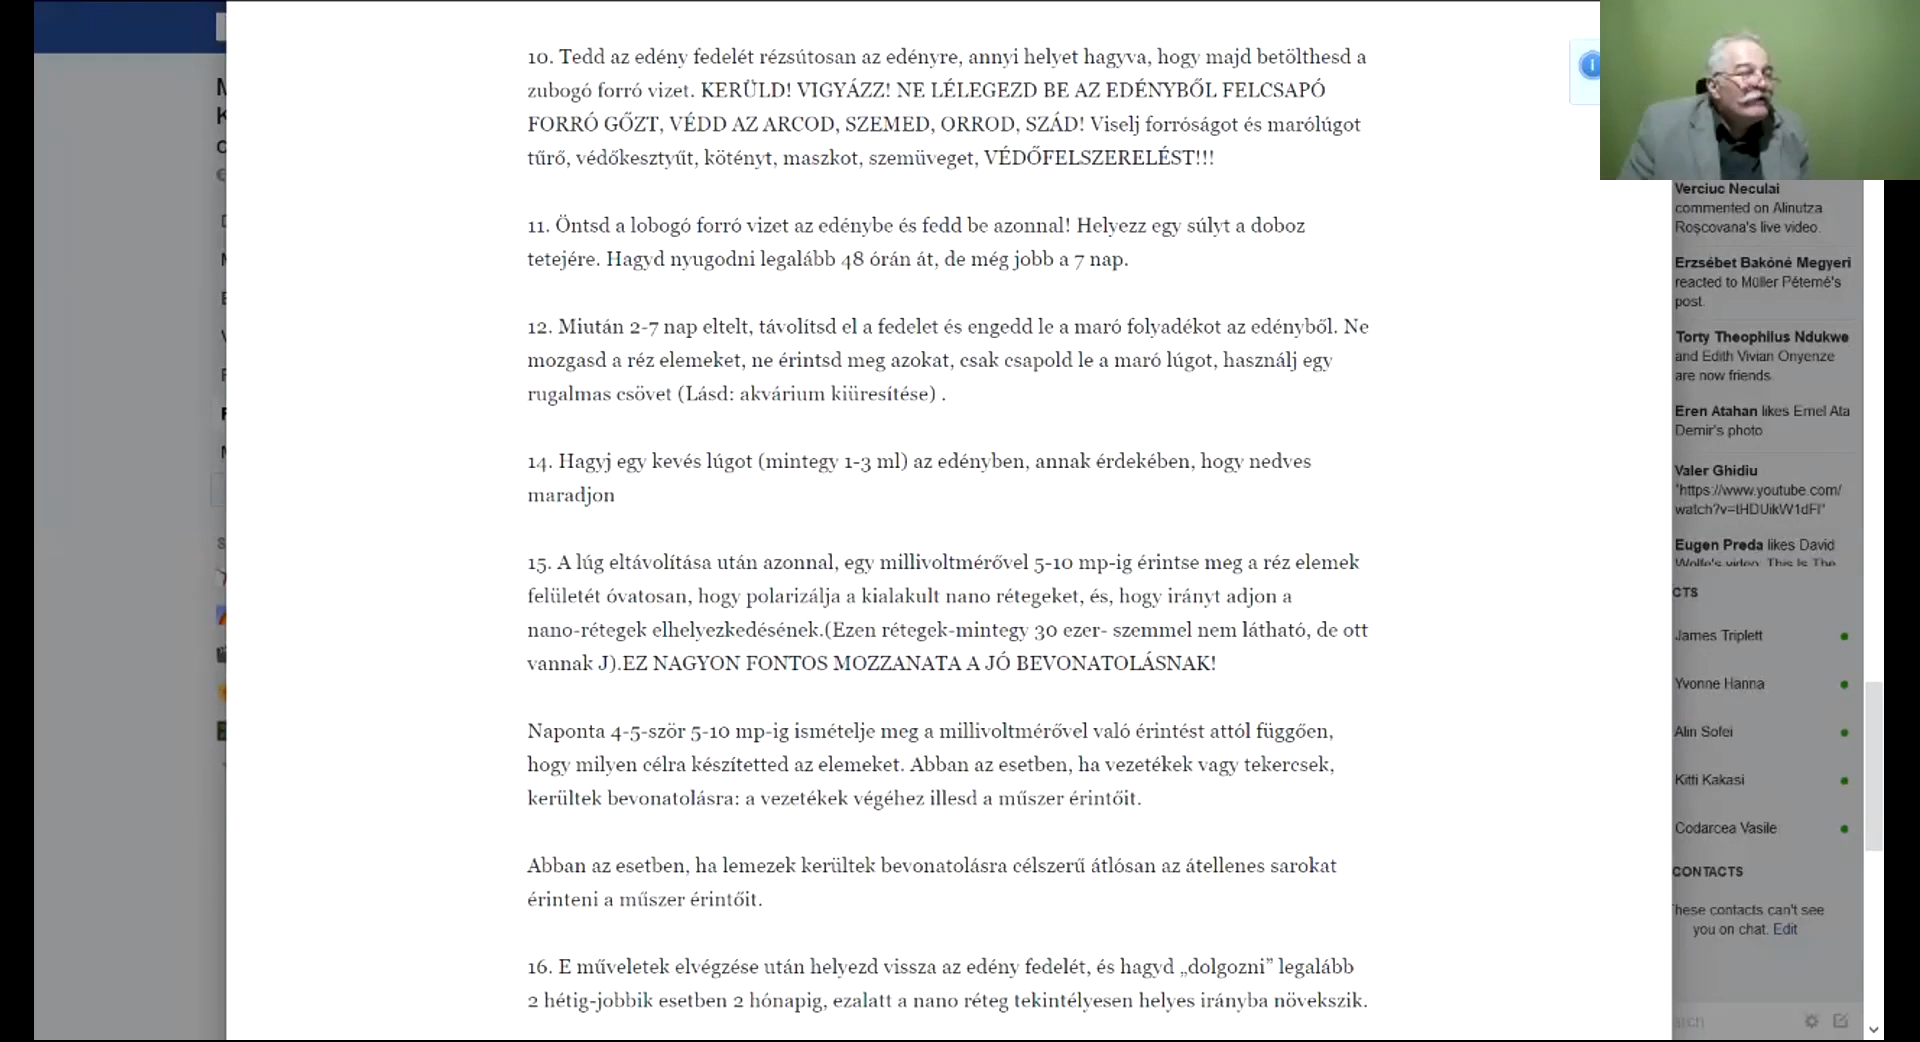 10. Tedd az edény fedelét rézsútosan az edényre, annyi helyet hagyva, hogy majd betölthesd a
zubogó forró vizet. KERÜLD! VIGYÁZZ! NE LÉLEGEZD BE AZ EDÉNYBŐL FELCSAPÓ
FORRÓ GŐZT, VÉDD AZ ARCOD, SZEMED, ORROD, SZÁD! Viselj forróságot és marólúgot
tűrő, védőkesztyűt, kötényt, maszkot, szemüveget, VÉDŐFELSZERELÉST!!!
11. Öntsd a lobogó forró vizet az edénybe és fedd be azonnal! Helyezz egy súlyt a doboz
tetejére. Hagyd nyugodni legalább 48 órán át, de még jobb a 7 nap.
12. Miután 2-7 nap eltelt, távolítsd el a fedelet és engedd le a maró folyadékot az edényből. Ne
mozgasd a réz elemeket, ne érintsd meg azokat, csak csapold le a maró lúgot, használj egy
rugalmas csövet (Lásd: akvárium kiüresítése) .
14. Hagyj egy kevés lúgot (mintegy 1-3 ml) az edényben, annak érdekében, hogy nedves
maradjon
15. A lúg eltávolítása után azonnal, egy millivoltmérővel 5-10 mp-ig érintse meg a réz elemek
felületét óvatosan, hogy polarizálja a kialakult nano rétegeket, és, hogy irányt adjon a
nano-rétegek elhelyezkedésének.(Ezen rétegek-mintegy 30 ezer- szemmel nem látható, de ott
vannak J).EZ NAGYON FONTOS MOZZANATA A JÓ BEVONATOLÁSNAK!
Naponta 4-5-ször 5-10 mp-ig ismételje meg a millivoltmérővel való érintést attól függően,
hogy milyen célra készítetted az elemeket. Abban az esetben, ha vezetékek vagy tekercsek,
kerültek bevonatolásra: a vezetékek végéhez illesd a műszer érintőit.
Abban az esetben, ha lemezek kerültek bevonatolásra célszerű átlósan az átellenes sarokat
érinteni a műszer érintőit.
16. E műveletek elvégzése után helyezd vissza az edény fedelét, és hagyd „dolgozni” legalább
2 hétig-jobbik esetben 2 hónapig, ezalatt a nano réteg tekintélyesen helyes irányba növekszik.
Verciuc Neculai
commented on Alinutza
Roşcovana's live video.
Erzsébet Bakóné Megyeri
reacted to Müller Péterné's
post.
Torty Theophilus Ndukwe
and Edith Vivian Onyenze
are now friends.
Eren Atahan likes Emel Ata
Demir's photo
Valer Ghidiu
"https://www.youtube.com/
watch?v=tHDUikW1dFI"
Eugen Preda likes David
Wolfe's video: This Is The
CTS
James Triplett
Yvonne Hanna
Alin Sofei
Kitti Kakasi
Codarcea Vasile
CONTACTS
These contacts can't see
you on chat. Edit